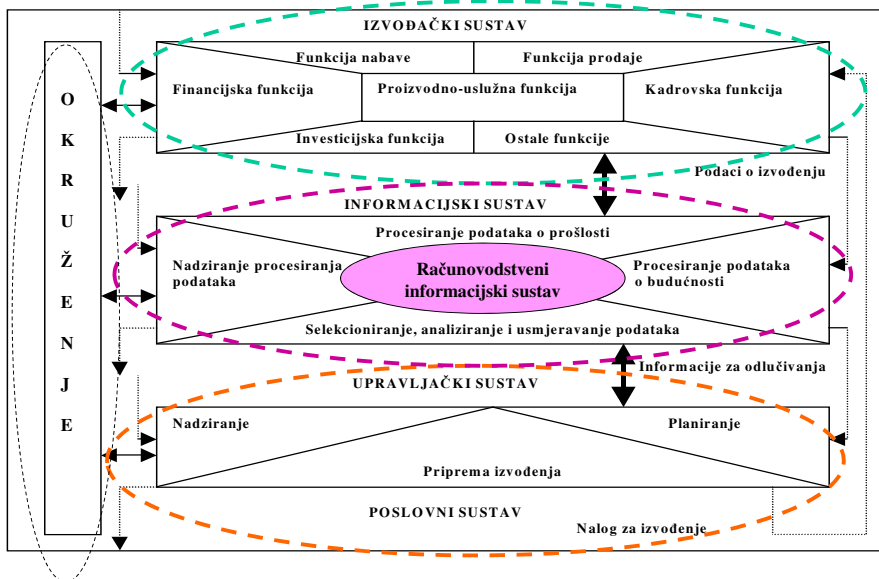 IZVOĐAČKI SUSTAV
Funkcija nabave
Funkcija prodaje
Financijska funkcija
Proizvodno-uslužna funkcija
Kadrovska funkcija
Investicijska funkcija
Ostale funkcije
Podaci o izvođenju
O
K
R
U
Ž
E
N
J
E
INFORMACIJSKI SUSTAV
Procesiranje podataka o prošlosti
Nadziranje procesiranja
podataka
Računovodstveni
informacijski sustav
Procesiranje podataka
o budućnosti
Selekcioniranje, analiziranje i usmjeravanje podataka
Informacije za odlučivanja
UPRAVLJAČKI SUSTAV
Nadziranje
Planiranje
Priprema izvođenja
POSLOVNI SUSTAV
Nalog za izvođenje